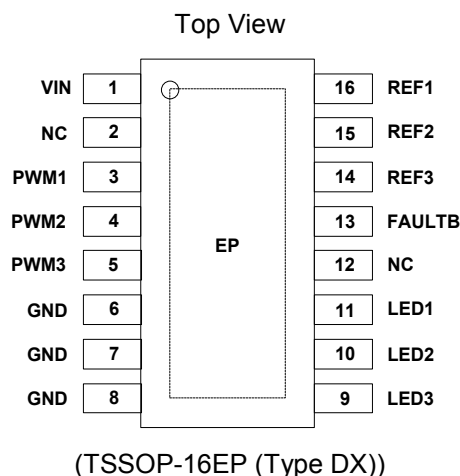 Top View
VIN 1 16 REF1
NC 2 15 REF2
PWM1 3 14 REF3
PWM2 4 13 FAULTB
PWM3 5 EP 12 NC
GND 6 11 LED1
GND 7 10 LED2
GND 8 9 LED3
(TSSOP-16EP (Type DX))